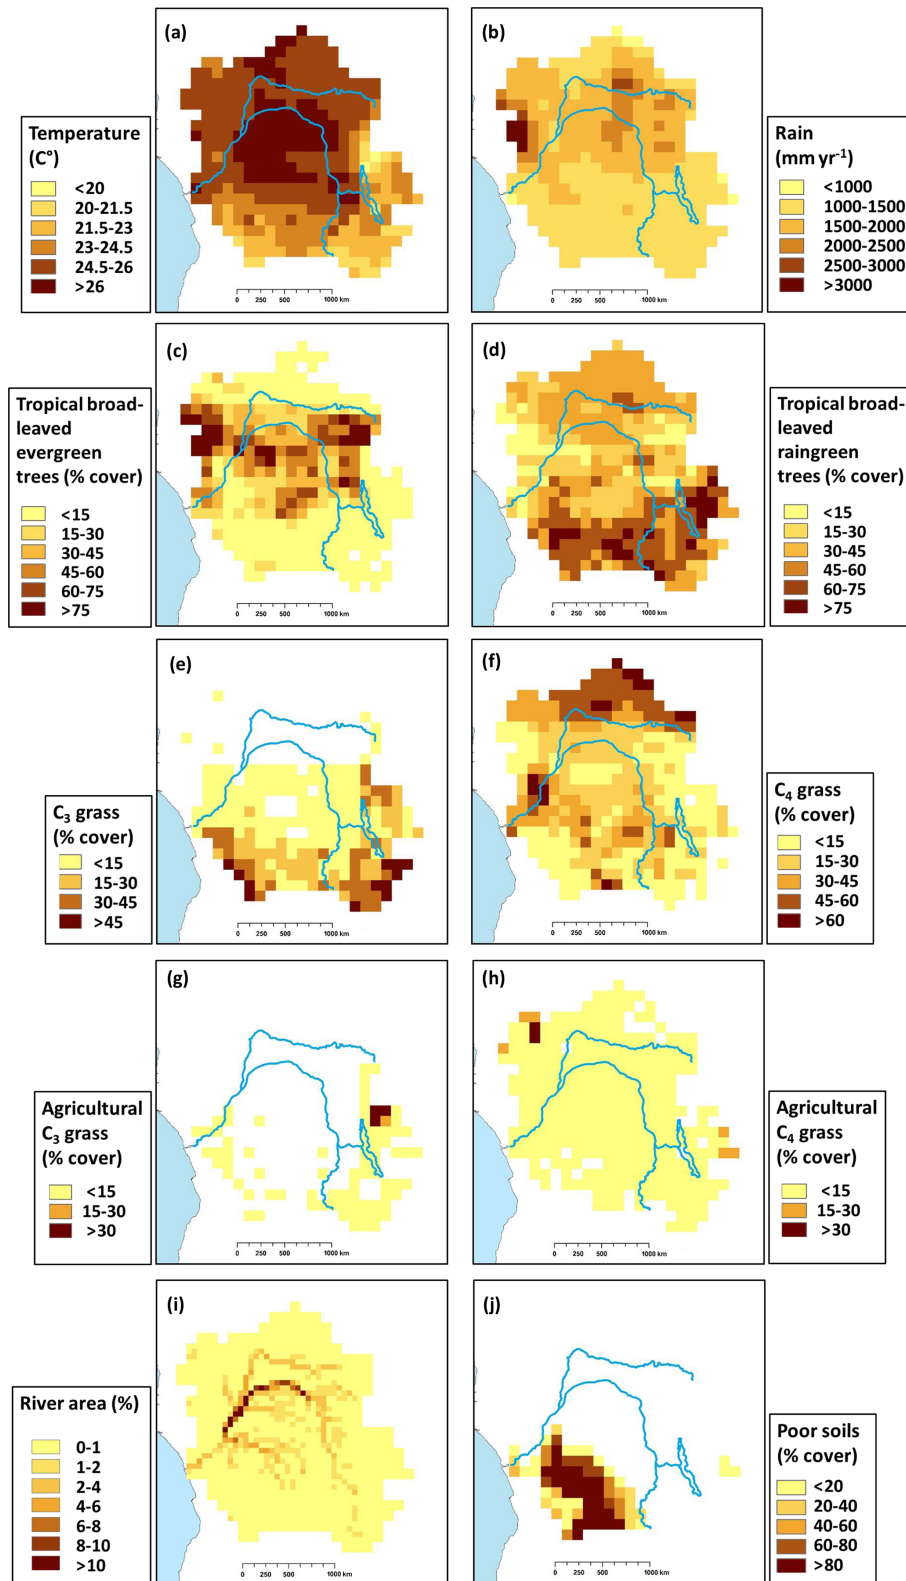 (a)
Temperature
(C°)
<20
20-21.5
21.5-23
23-24.5
24.5-26
>26
0 250 500 1000 km
(b)
Rain
(mm yr-1)
<1000
1000-1500
1500-2000
2000-2500
2500-3000
>3000
0 250 500 1000 km
(c)
Tropical broad-
leaved
evergreen
trees (% cover)
<15
15-30
30-45
45-60
60-75
>75
0 250 500 1000 km
(d)
Tropical broad-
leaved
raingreen
trees (% cover)
<15
15-30
30-45
45-60
60-75
>75
0 250 500 1000 km
(e)
C3 grass
(% cover)
<15
15-30
30-45
>45
0 250 500 1000 km
(f)
C4 grass
(% cover)
<15
15-30
30-45
45-60
>60
0 250 500 1000 km
(g)
Agricultural
C3 grass
(% cover)
<15
15-30
>30
0 250 500 1000 km
(h)
Agricultural
C4 grass
(% cover)
<15
15-30
>30
0 250 500 1000 km
(i)
River area (%)
0-1
1-2
2-4
4-6
6-8
8-10
>10
0 250 500 1000 km
(j)
Poor soils
(% cover)
<20
20-40
40-60
60-80
>80
0 250 500 1000 km